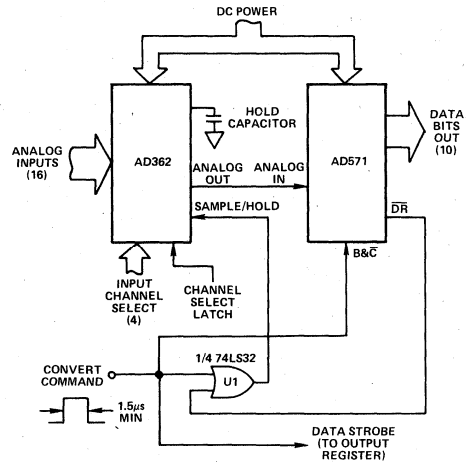 DC POWER
ANALOG
INPUTS
(16)
AD362
HOLD
CAPACITOR
ANALOG
OUT
ANALOG
IN
SAMPLE/HOLD
AD571
DATA
BITS
OUT
(10)
DR
B&C
INPUT
CHANNEL
SELECT
(4)
CHANNEL
SELECT
LATCH
1/4 74LS32
CONVERT
COMMAND
U1
1.5μs
MIN
DATA STROBE
(TO OUTPUT
REGISTER)